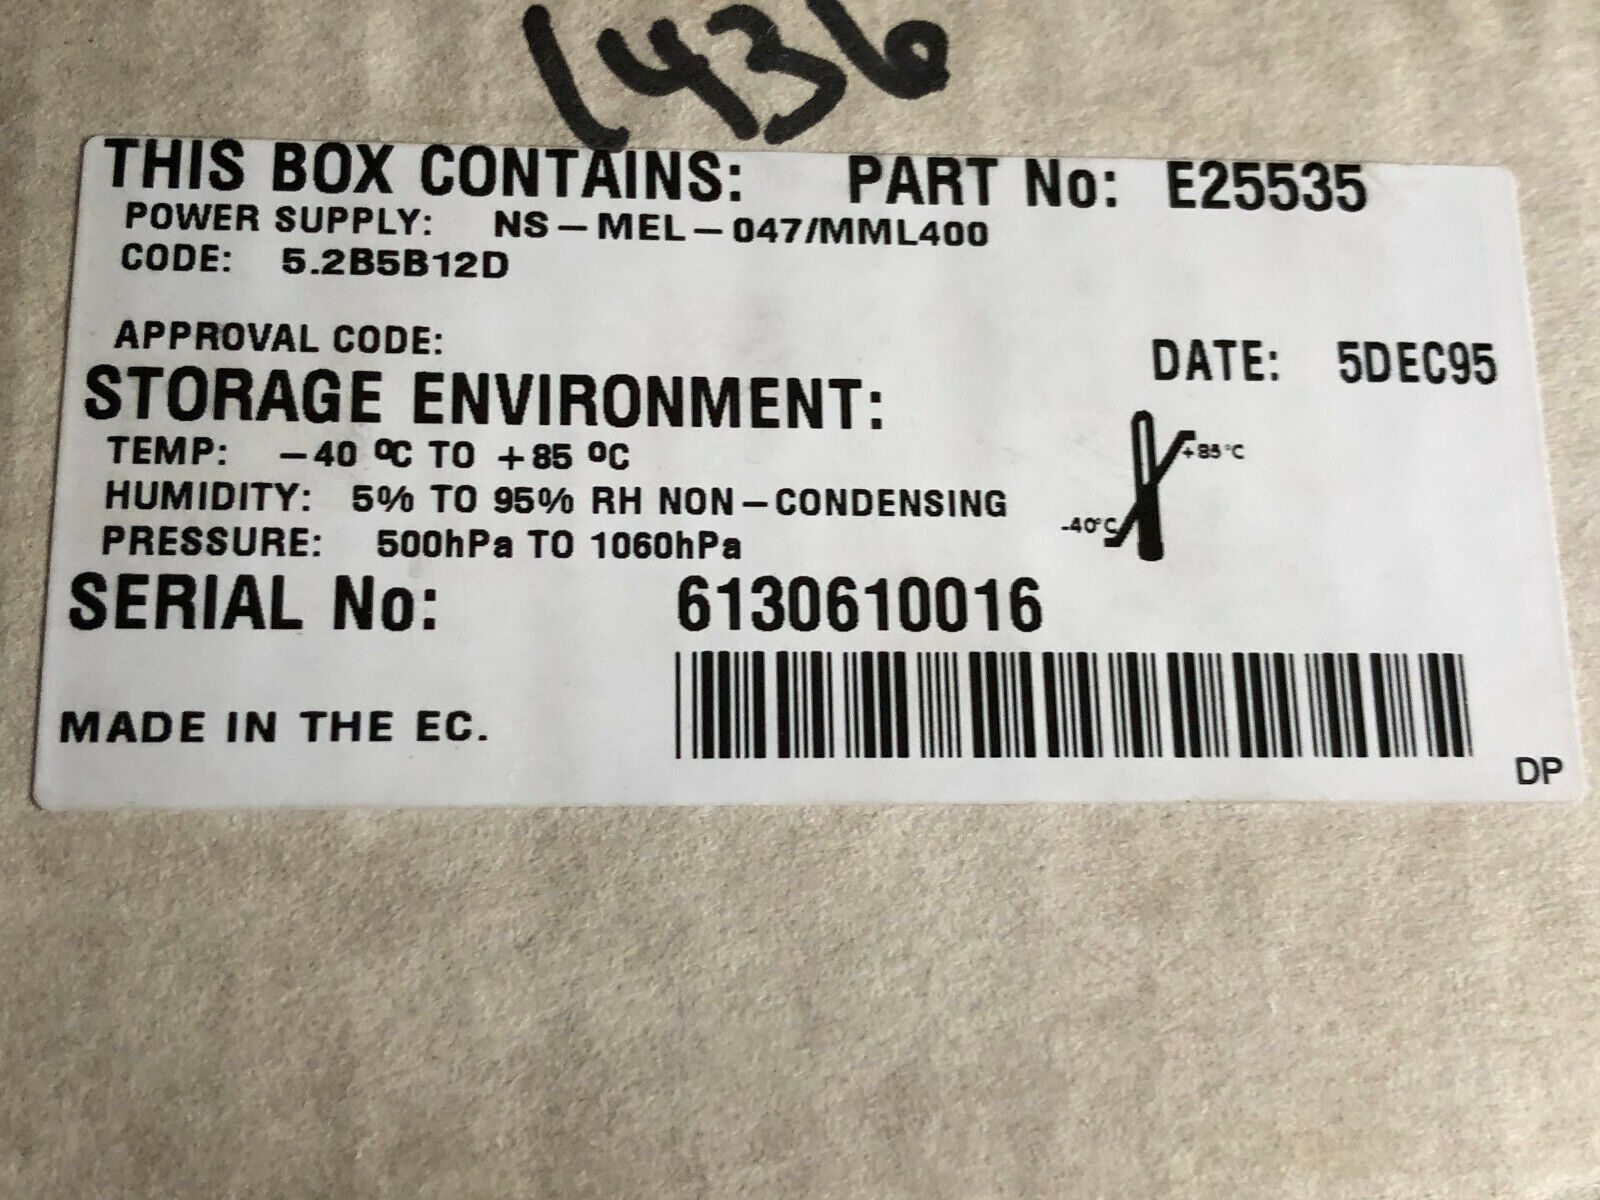 1436
THIS BOX CONTAINS: PART No: E25535
POWER SUPPLY: NS-MEL-047/MML400
CODE: 5.2B5B12D
APPROVAL CODE:
DATE: 5DEC95
STORAGE ENVIRONMENT:
TEMP: -40 ºC TO +85 ºC
+85°C
HUMIDITY: 5% TO 95% RH NON-CONDENSING
-40°C
PRESSURE: 500hPa TO 1060hPa
SERIAL No: 6130610016
MADE IN THE EC.
DP